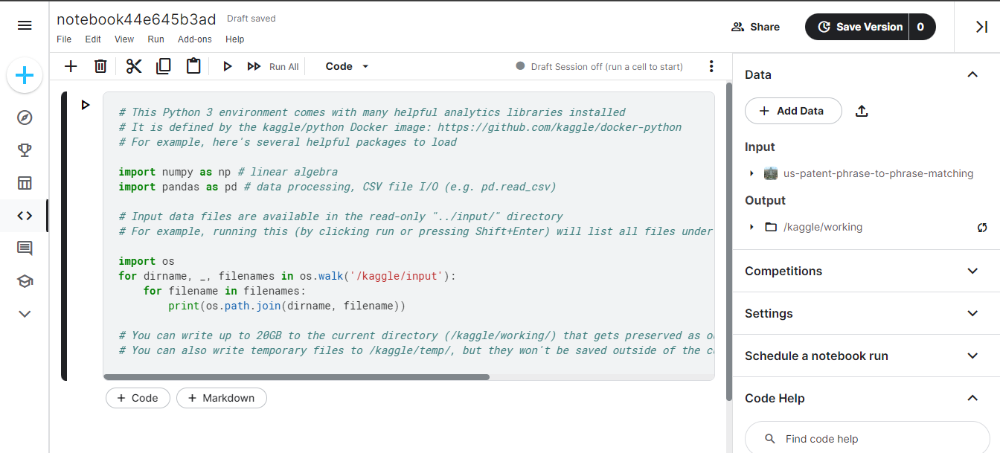 notebook44e645b3ad Draft saved
File Edit View Run Add-ons Help
Share
Save Version 0
Run All
Code
Draft Session off (run a cell to start)
# This Python 3 environment comes with many helpful analytics libraries installed
# It is defined by the kaggle/python Docker image: https://github.com/kaggle/docker-python
# For example, here's several helpful packages to load
import numpy as np # linear algebra
import pandas as pd # data processing, CSV file I/O (e.g. pd.read_csv)
# Input data files are available in the read-only "../input/" directory
# For example, running this (by clicking run or pressing Shift+Enter) will list all files under
import os
for dirname, _, filenames in os.walk('/kaggle/input'):
    for filename in filenames:
        print(os.path.join(dirname, filename))
# You can write up to 20GB to the current directory (/kaggle/working/) that gets preserved as
# You can also write temporary files to /kaggle/temp/, but they won't be saved outside of the
+ Code
+ Markdown
Data
+ Add Data
Input
us-patent-phrase-to-phrase-matching
Output
/kaggle/working
Competitions
Settings
Schedule a notebook run
Code Help
Find code help